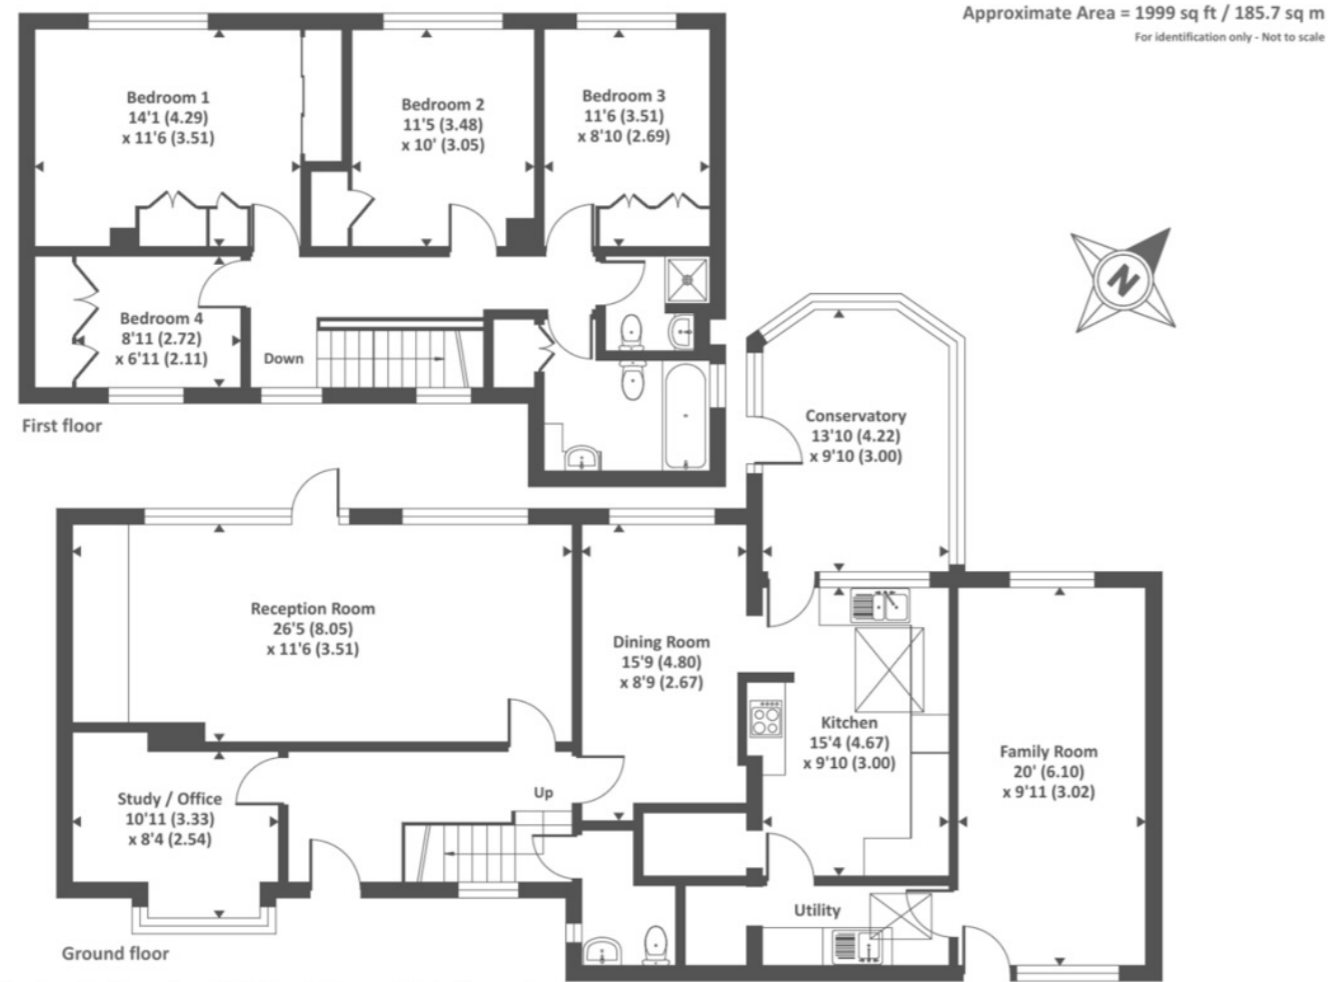 Approximate Area = 1999 sq ft / 185.7 sq m
For identification only - Not to scale
Bedroom 1
14'1 (4.29)
x 11'6 (3.51)
Bedroom 2
11'5 (3.48)
x 10' (3.05)
Bedroom 3
11'6 (3.51)
x 8'10 (2.69)
Bedroom 4
8'11 (2.72)
x 6'11 (2.11)
Down
First floor
N
Conservatory
13'10 (4.22)
x 9'10 (3.00)
Reception Room
26'5 (8.05)
x 11'6 (3.51)
Dining Room
15'9 (4.80)
x 8'9 (2.67)
Kitchen
15'4 (4.67)
x 9'10 (3.00)
Family Room
20' (6.10)
x 9'11 (3.02)
Study / Office
10'11 (3.33)
x 8'4 (2.54)
Up
Utility
Ground floor